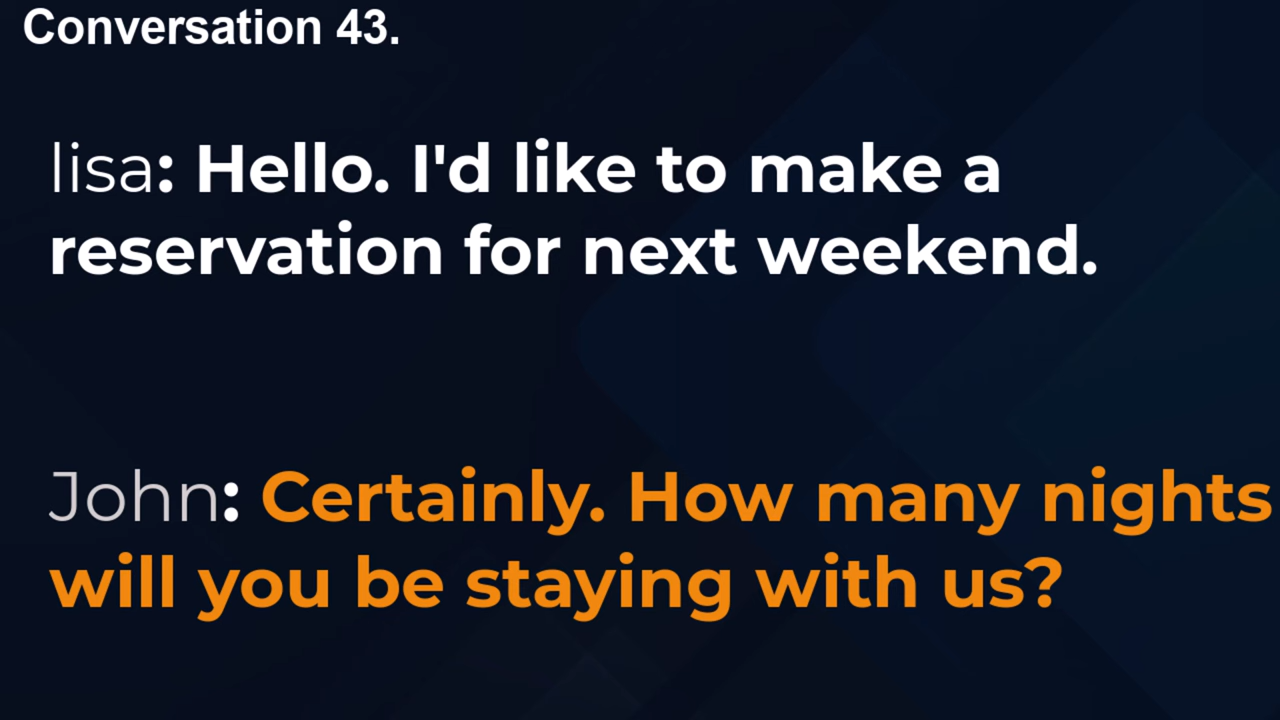 Conversation 43.
lisa: Hello. I'd like to make a
reservation for next weekend.
John: Certainly. How many nights
will you be staying with us?